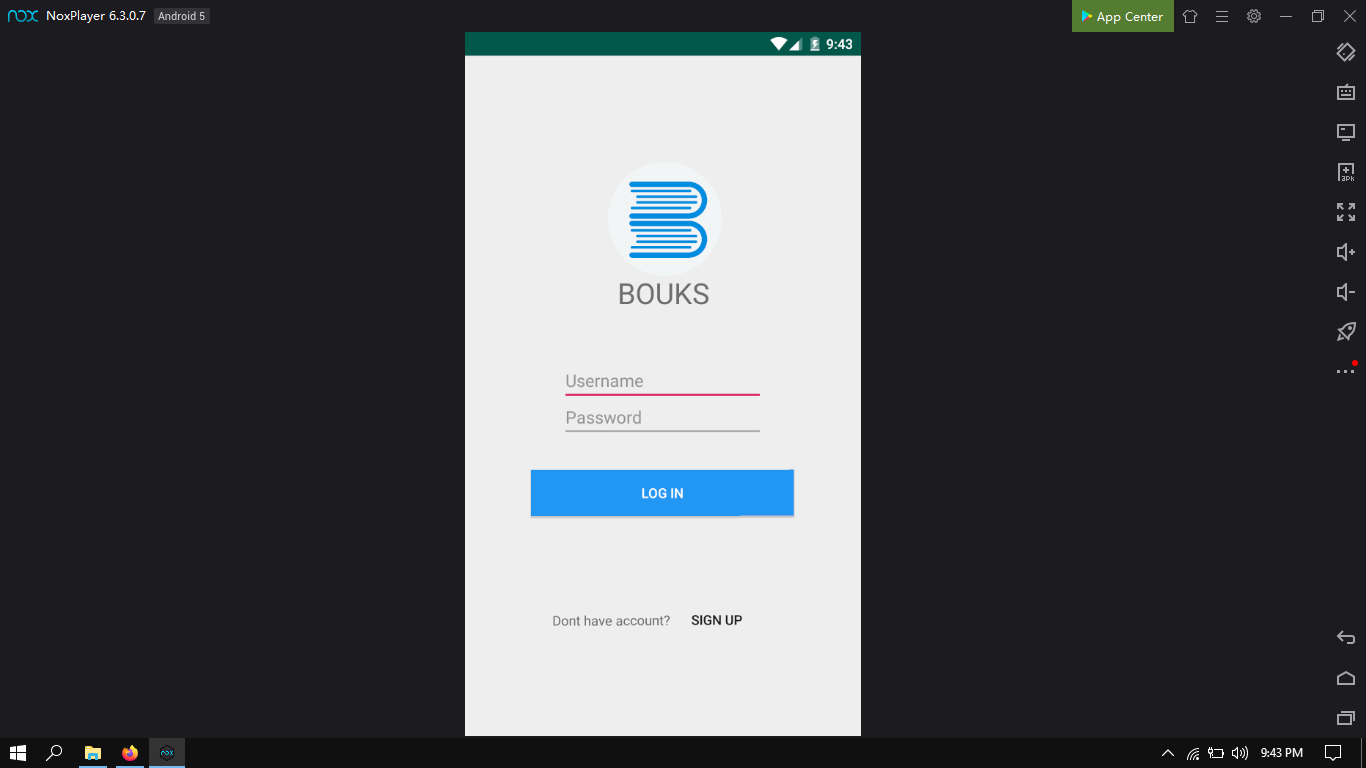 nox NoxPlayer 6.3.0.7 Android 5
App Center
9:43
BOUKS
Username
Password
LOG IN
Dont have account? SIGN UP
9:43 PM